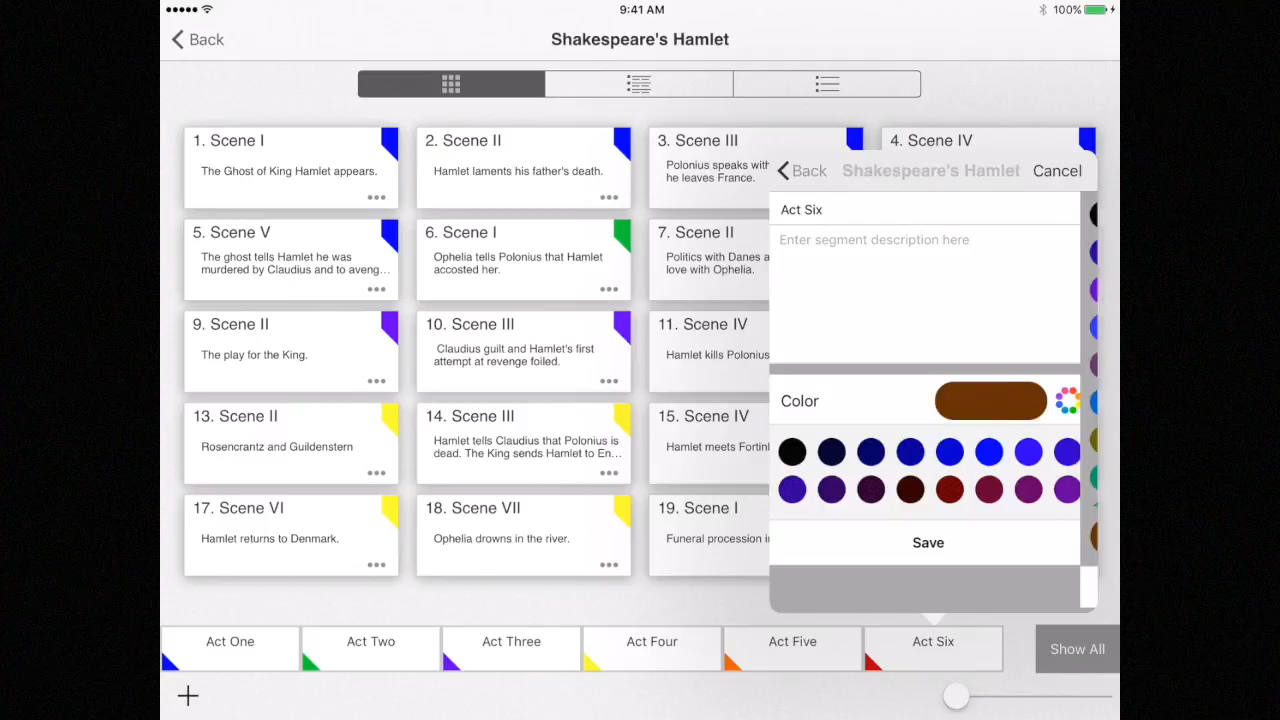 9:41 AM
100%
Back
Shakespeare's Hamlet
1. Scene I
The Ghost of King Hamlet appears.
2. Scene II
Hamlet laments his father's death.
3. Scene III
Polonius speaks with
he leaves France.
4. Scene IV
5. Scene V
The ghost tells Hamlet he was
murdered by Claudius and to aveng...
6. Scene I
Ophelia tells Polonius that Hamlet
accosted her.
7. Scene II
Politics with Danes a
love with Ophelia.
9. Scene II
The play for the King.
10. Scene III
Claudius guilt and Hamlet's first
attempt at revenge foiled.
11. Scene IV
Hamlet kills Polonius
13. Scene II
Rosencrantz and Guildenstern
14. Scene III
Hamlet tells Claudius that Polonius is
dead. The King sends Hamlet to En...
15. Scene IV
Hamlet meets Fortin
17. Scene VI
Hamlet returns to Denmark.
18. Scene VII
Ophelia drowns in the river.
19. Scene I
Funeral procession i
Back
Shakespeare's Hamlet
Cancel
Act Six
Enter segment description here
Color
Save
Act One
Act Two
Act Three
Act Four
Act Five
Act Six
Show All